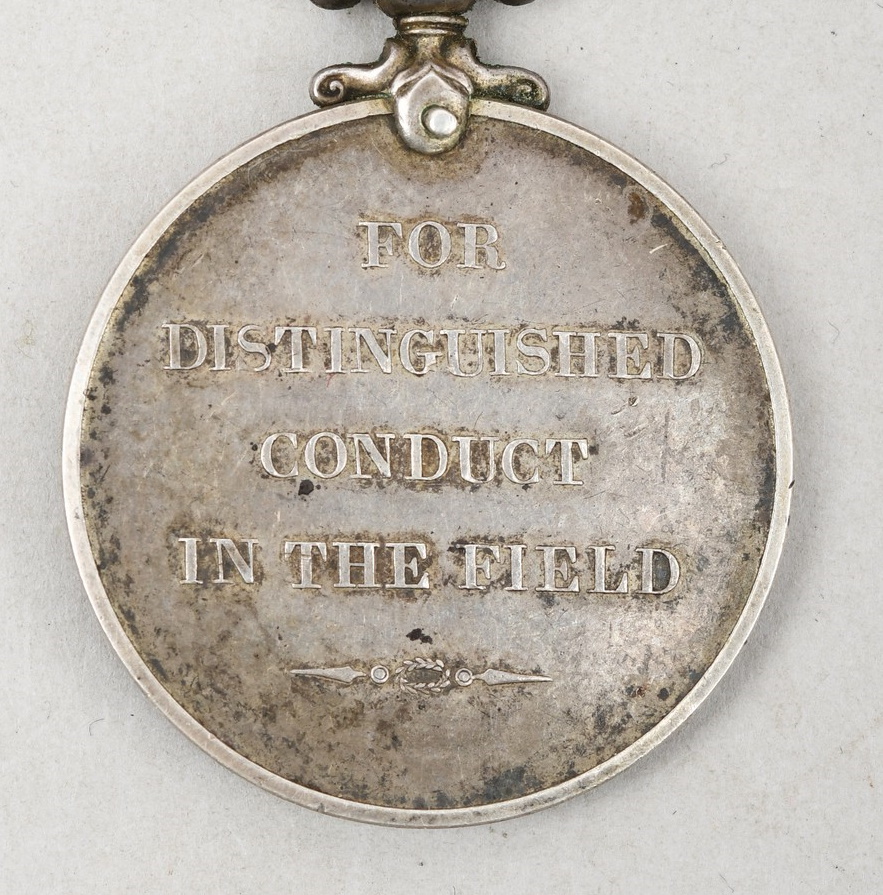 FOR
DISTINGUISHED
CONDUCT
IN THE FIELD